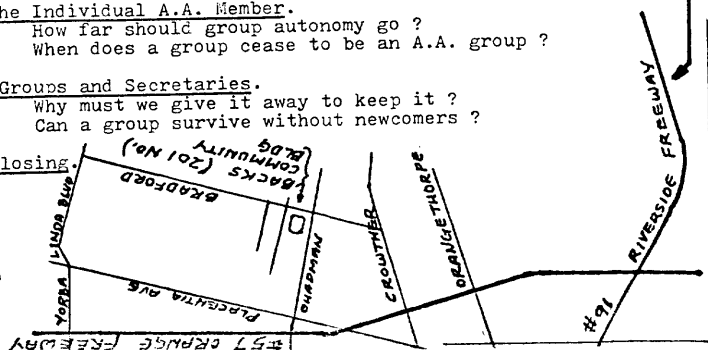 he Individual A.A. Member.
How far should group autonomy go ?
When does a group cease to be an A.A. group ?
Groups and Secretaries.
Why must we give it away to keep it ?
Can a group survive without newcomers ?
losing.
BACKS
COMMUNITY
BLDG
(201 NO.)
BRADFORD
YORBA LINDA BLVD
PLACENTIA AVE
CHAPMAN
CROWTHER
ORANGETHORPE
RIVERSIDE FREEWAY
#91
#57 ORANGE FREEWAY